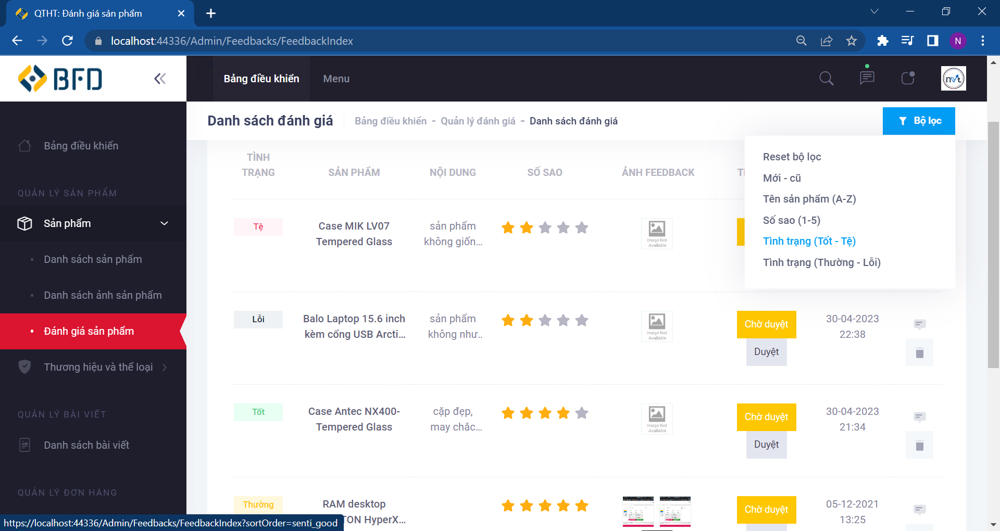 QTHT: Đánh giá sản phẩm
localhost:44336/Admin/Feedbacks/FeedbackIndex
N
BFD
Bảng điều khiển
Menu
nvt
Danh sách đánh giá
Bảng điều khiển - Quản lý đánh giá - Danh sách đánh giá
Bộ lọc
Reset bộ lọc
Mới - cũ
Tên sản phẩm (A-Z)
Số sao (1-5)
Tình trạng (Tốt - Tệ)
Tình trạng (Thường - Lỗi)
Bảng điều khiển
QUẢN LÝ SẢN PHẨM
Sản phẩm
Danh sách sản phẩm
Danh sách ảnh sản phẩm
Đánh giá sản phẩm
Thương hiệu và thể loại
QUẢN LÝ BÀI VIẾT
Danh sách bài viết
QUẢN LÝ ĐƠN HÀNG
TÌNH
TRẠNG
SẢN PHẨM
NỘI DUNG
SỐ SAO
ẢNH FEEDBACK
Tệ
Case MIK LV07
Tempered Glass
sản phẩm
không giốn...
Image Not
Available
Lỗi
Balo Laptop 15.6 inch
kèm cổng USB Arcti...
sản phẩm
không như..
Image Not
Available
Chờ duyệt
Duyệt
30-04-2023
22:38
Tốt
Case Antec NX400-
Tempered Glass
cặp đẹp,
may chắc...
Image Not
Available
Chờ duyệt
Duyệt
30-04-2023
21:34
Thường
RAM desktop
TON HyperX...
Chờ duyệt
05-12-2021
13:25
https://localhost:44336/Admin/Feedbacks/FeedbackIndex?sortOrder=senti_good